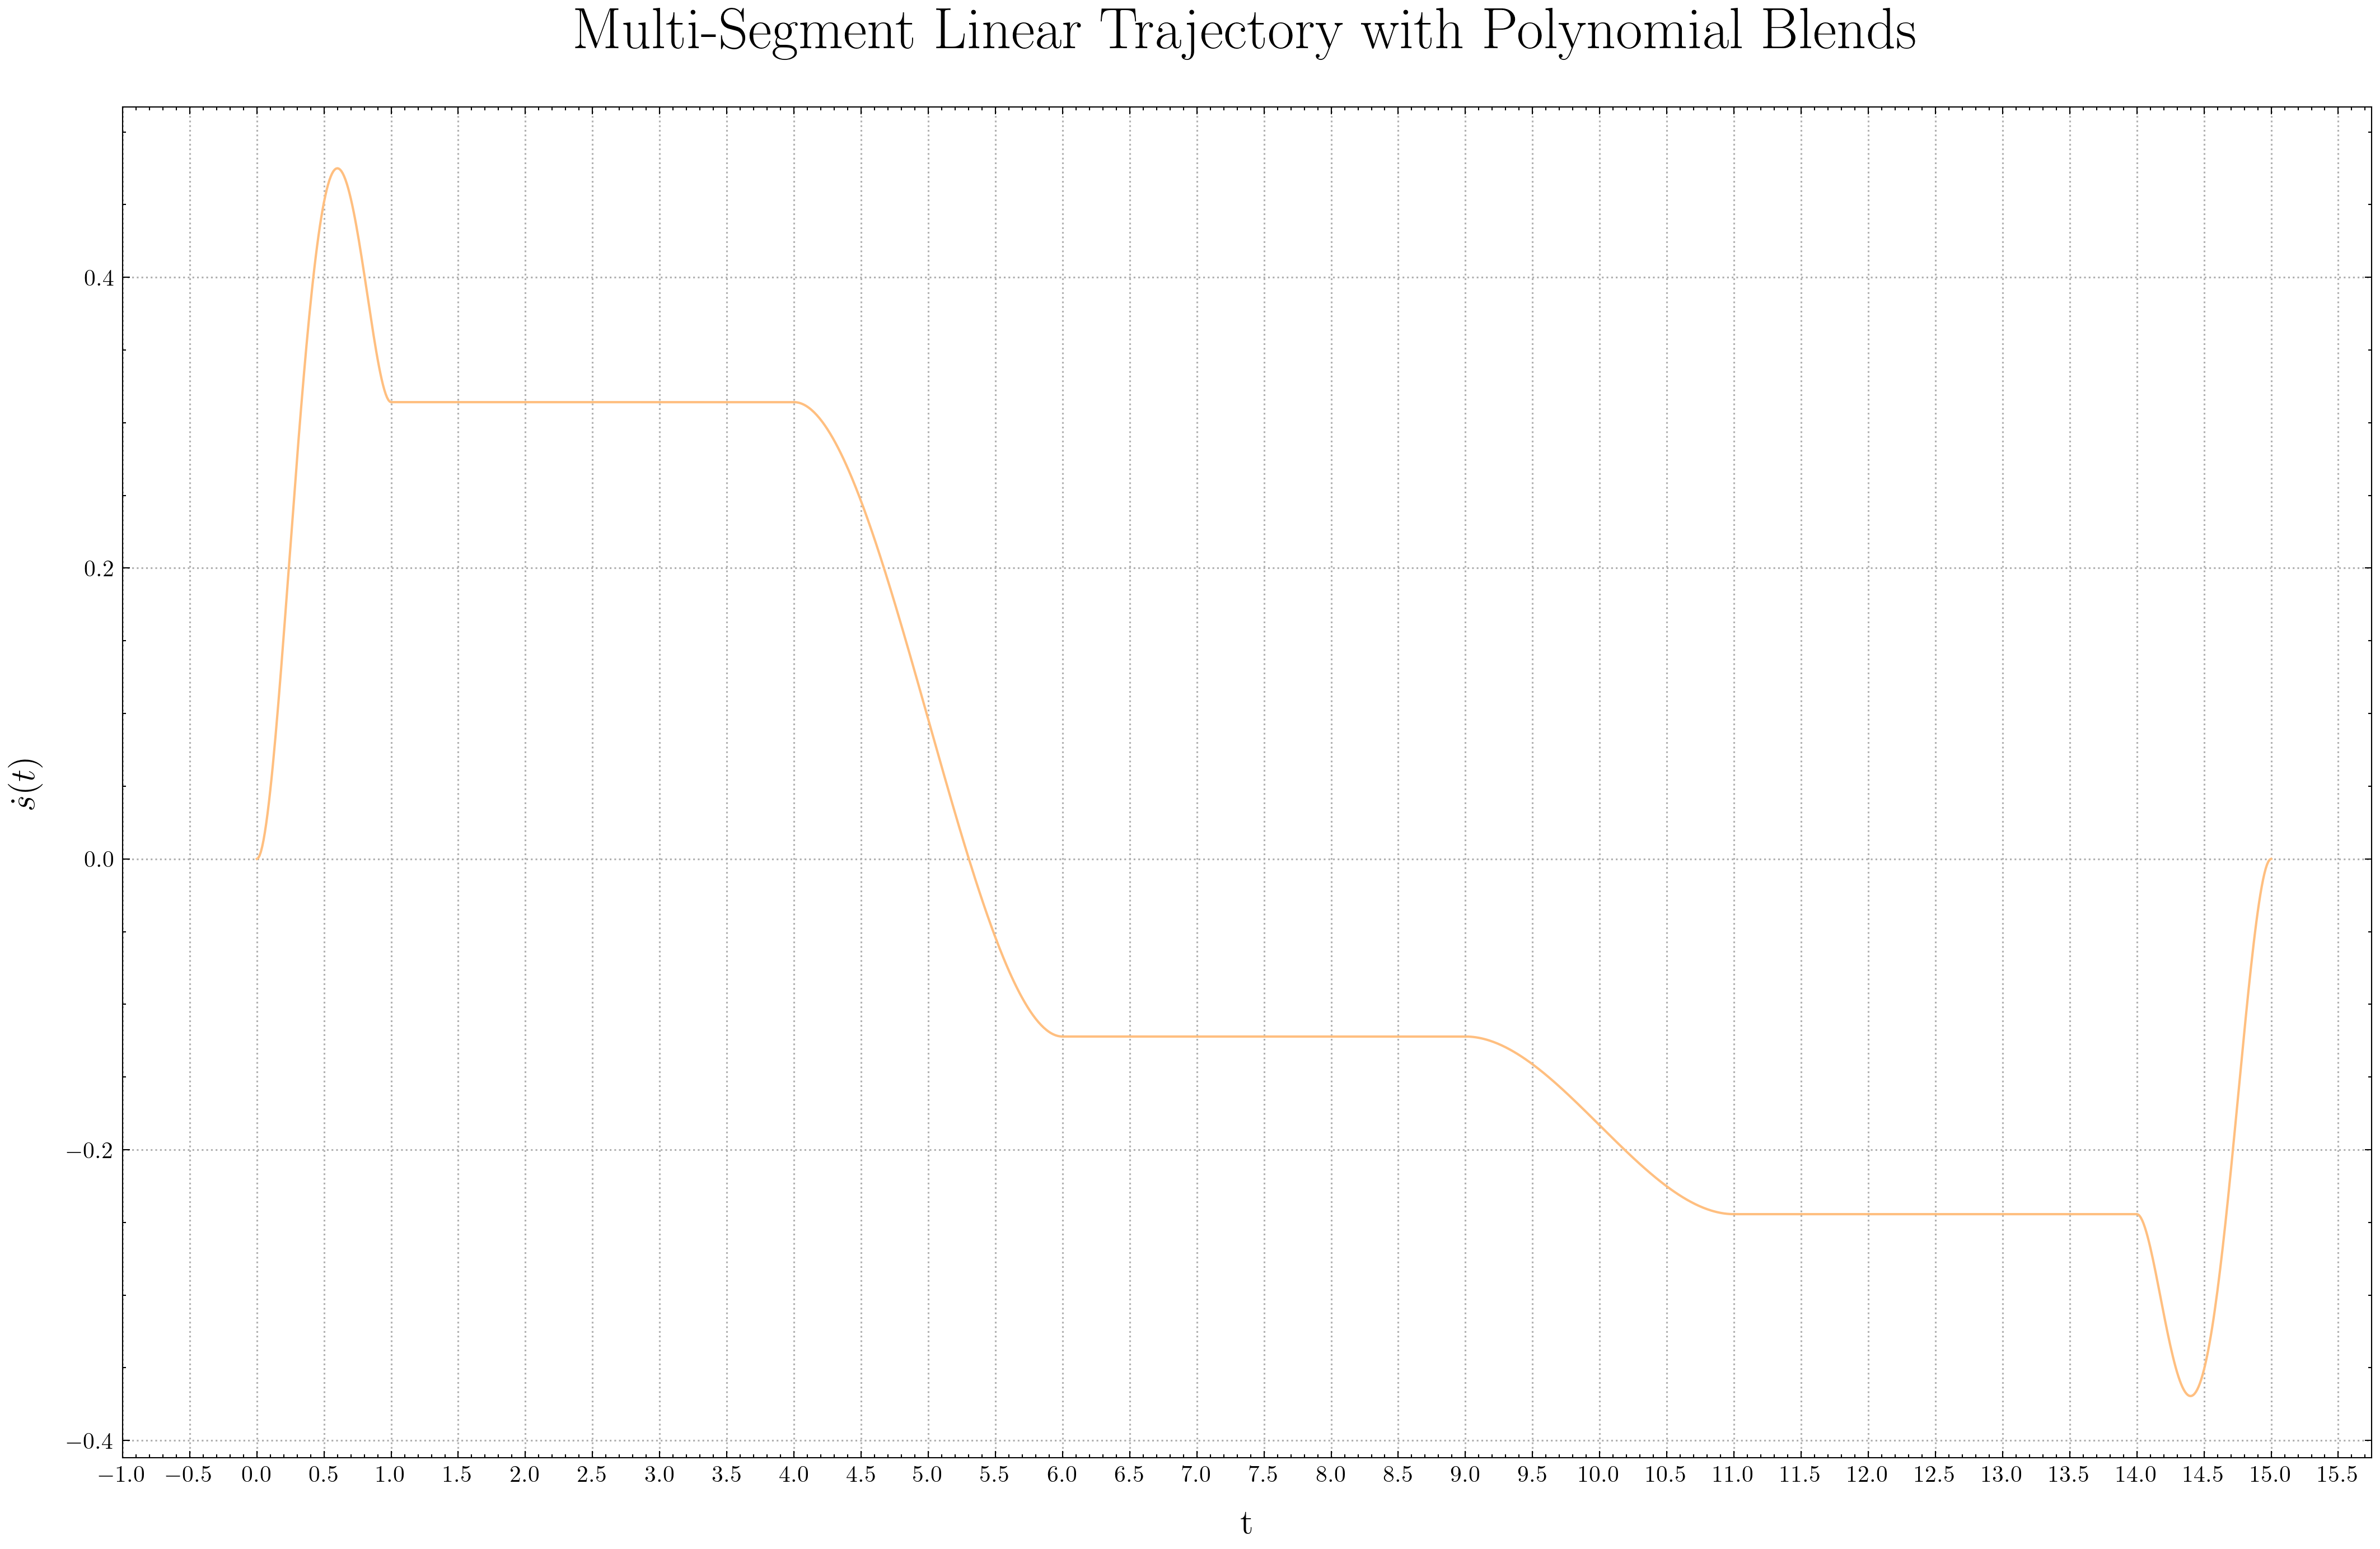 Multi-Segment Linear Trajectory with Polynomial Blends
ṡ(t)
0.4
0.2
0.0
−0.2
−0.4
−1.0 −0.5 0.0 0.5 1.0 1.5 2.0 2.5 3.0 3.5 4.0 4.5 5.0 5.5 6.0 6.5 7.0 7.5 8.0 8.5 9.0 9.5 10.0 10.5 11.0 11.5 12.0 12.5 13.0 13.5 14.0 14.5 15.0 15.5
t